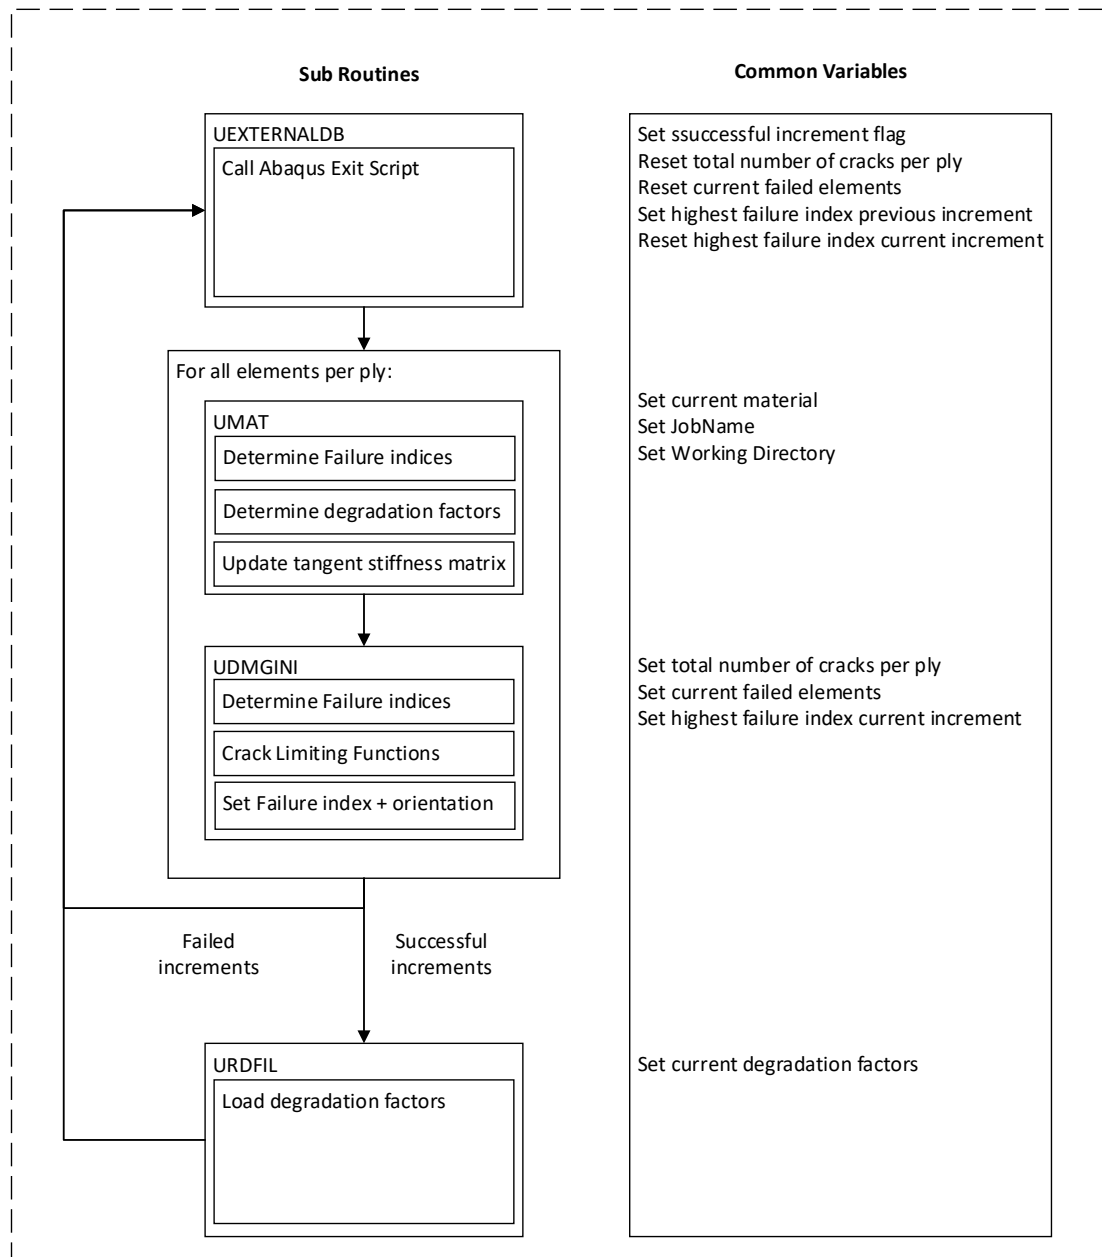 Sub Routines
Common Variables
UEXTERNALDB
Call Abaqus Exit Script
Set ssuccessful increment flag
Reset total number of cracks per ply
Reset current failed elements
Set highest failure index previous increment
Reset highest failure index current increment
For all elements per ply:
UMAT
Determine Failure indices
Determine degradation factors
Update tangent stiffness matrix
Set current material
Set JobName
Set Working Directory
UDMGINI
Determine Failure indices
Crack Limiting Functions
Set Failure index + orientation
Set total number of cracks per ply
Set current failed elements
Set highest failure index current increment
Failed
increments
Successful
increments
URDFIL
Load degradation factors
Set current degradation factors